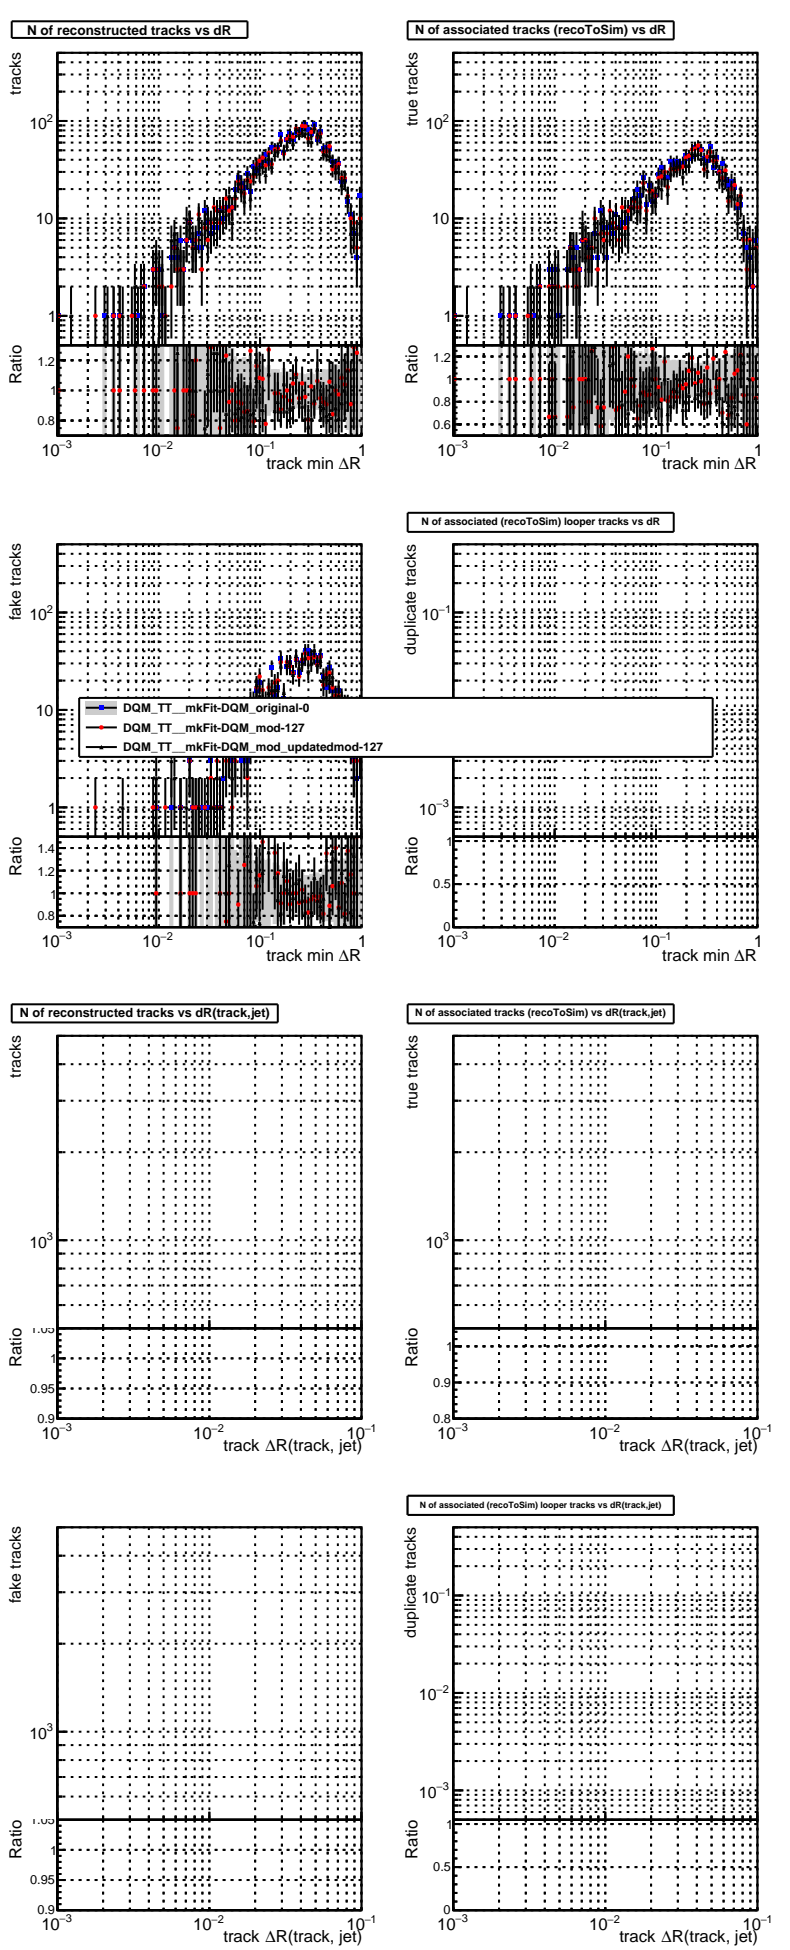 N of reconstructed tracks vs dR
N of associated tracks (recoToSim) vs dR
tracks
10²
10
1
Ratio
1.2
1
0.8
10⁻³ 10⁻² 10⁻¹ 1
track min ΔR
true tracks
10²
10
1
Ratio
1.2
1
0.8
0.6
10⁻³ 10⁻² 10⁻¹ 1
track min ΔR
N of associated (recoToSim) looper tracks vs dR
fake tracks
10²
10
1
Ratio
1.4
1.2
1
0.8
10⁻³ 10⁻² 10⁻¹ 1
track min ΔR
duplicate tracks
10⁻¹
10⁻³
Ratio
1
0.5
0
10⁻³ 10⁻² 10⁻¹ 1
track min ΔR
DQM_TT__mkFit-DQM_original-0
DQM_TT__mkFit-DQM_mod-127
DQM_TT__mkFit-DQM_mod_updatedmod-127
N of reconstructed tracks vs dR(track,jet)
N of associated tracks (recoToSim) vs dR(track,jet)
tracks
10³
Ratio
1.05
1
0.95
0.9
10⁻³ 10⁻² 10⁻¹
track ΔR(track, jet)
true tracks
10³
Ratio
1
0.9
0.8
10⁻³ 10⁻² 10⁻¹
track ΔR(track, jet)
N of associated (recoToSim) looper tracks vs dR(track,jet)
fake tracks
10³
Ratio
1.05
1
0.95
0.9
10⁻³ 10⁻² 10⁻¹
track ΔR(track, jet)
duplicate tracks
10⁻¹
10⁻²
10⁻³
Ratio
1
0.5
0
10⁻³ 10⁻² 10⁻¹
track ΔR(track, jet)